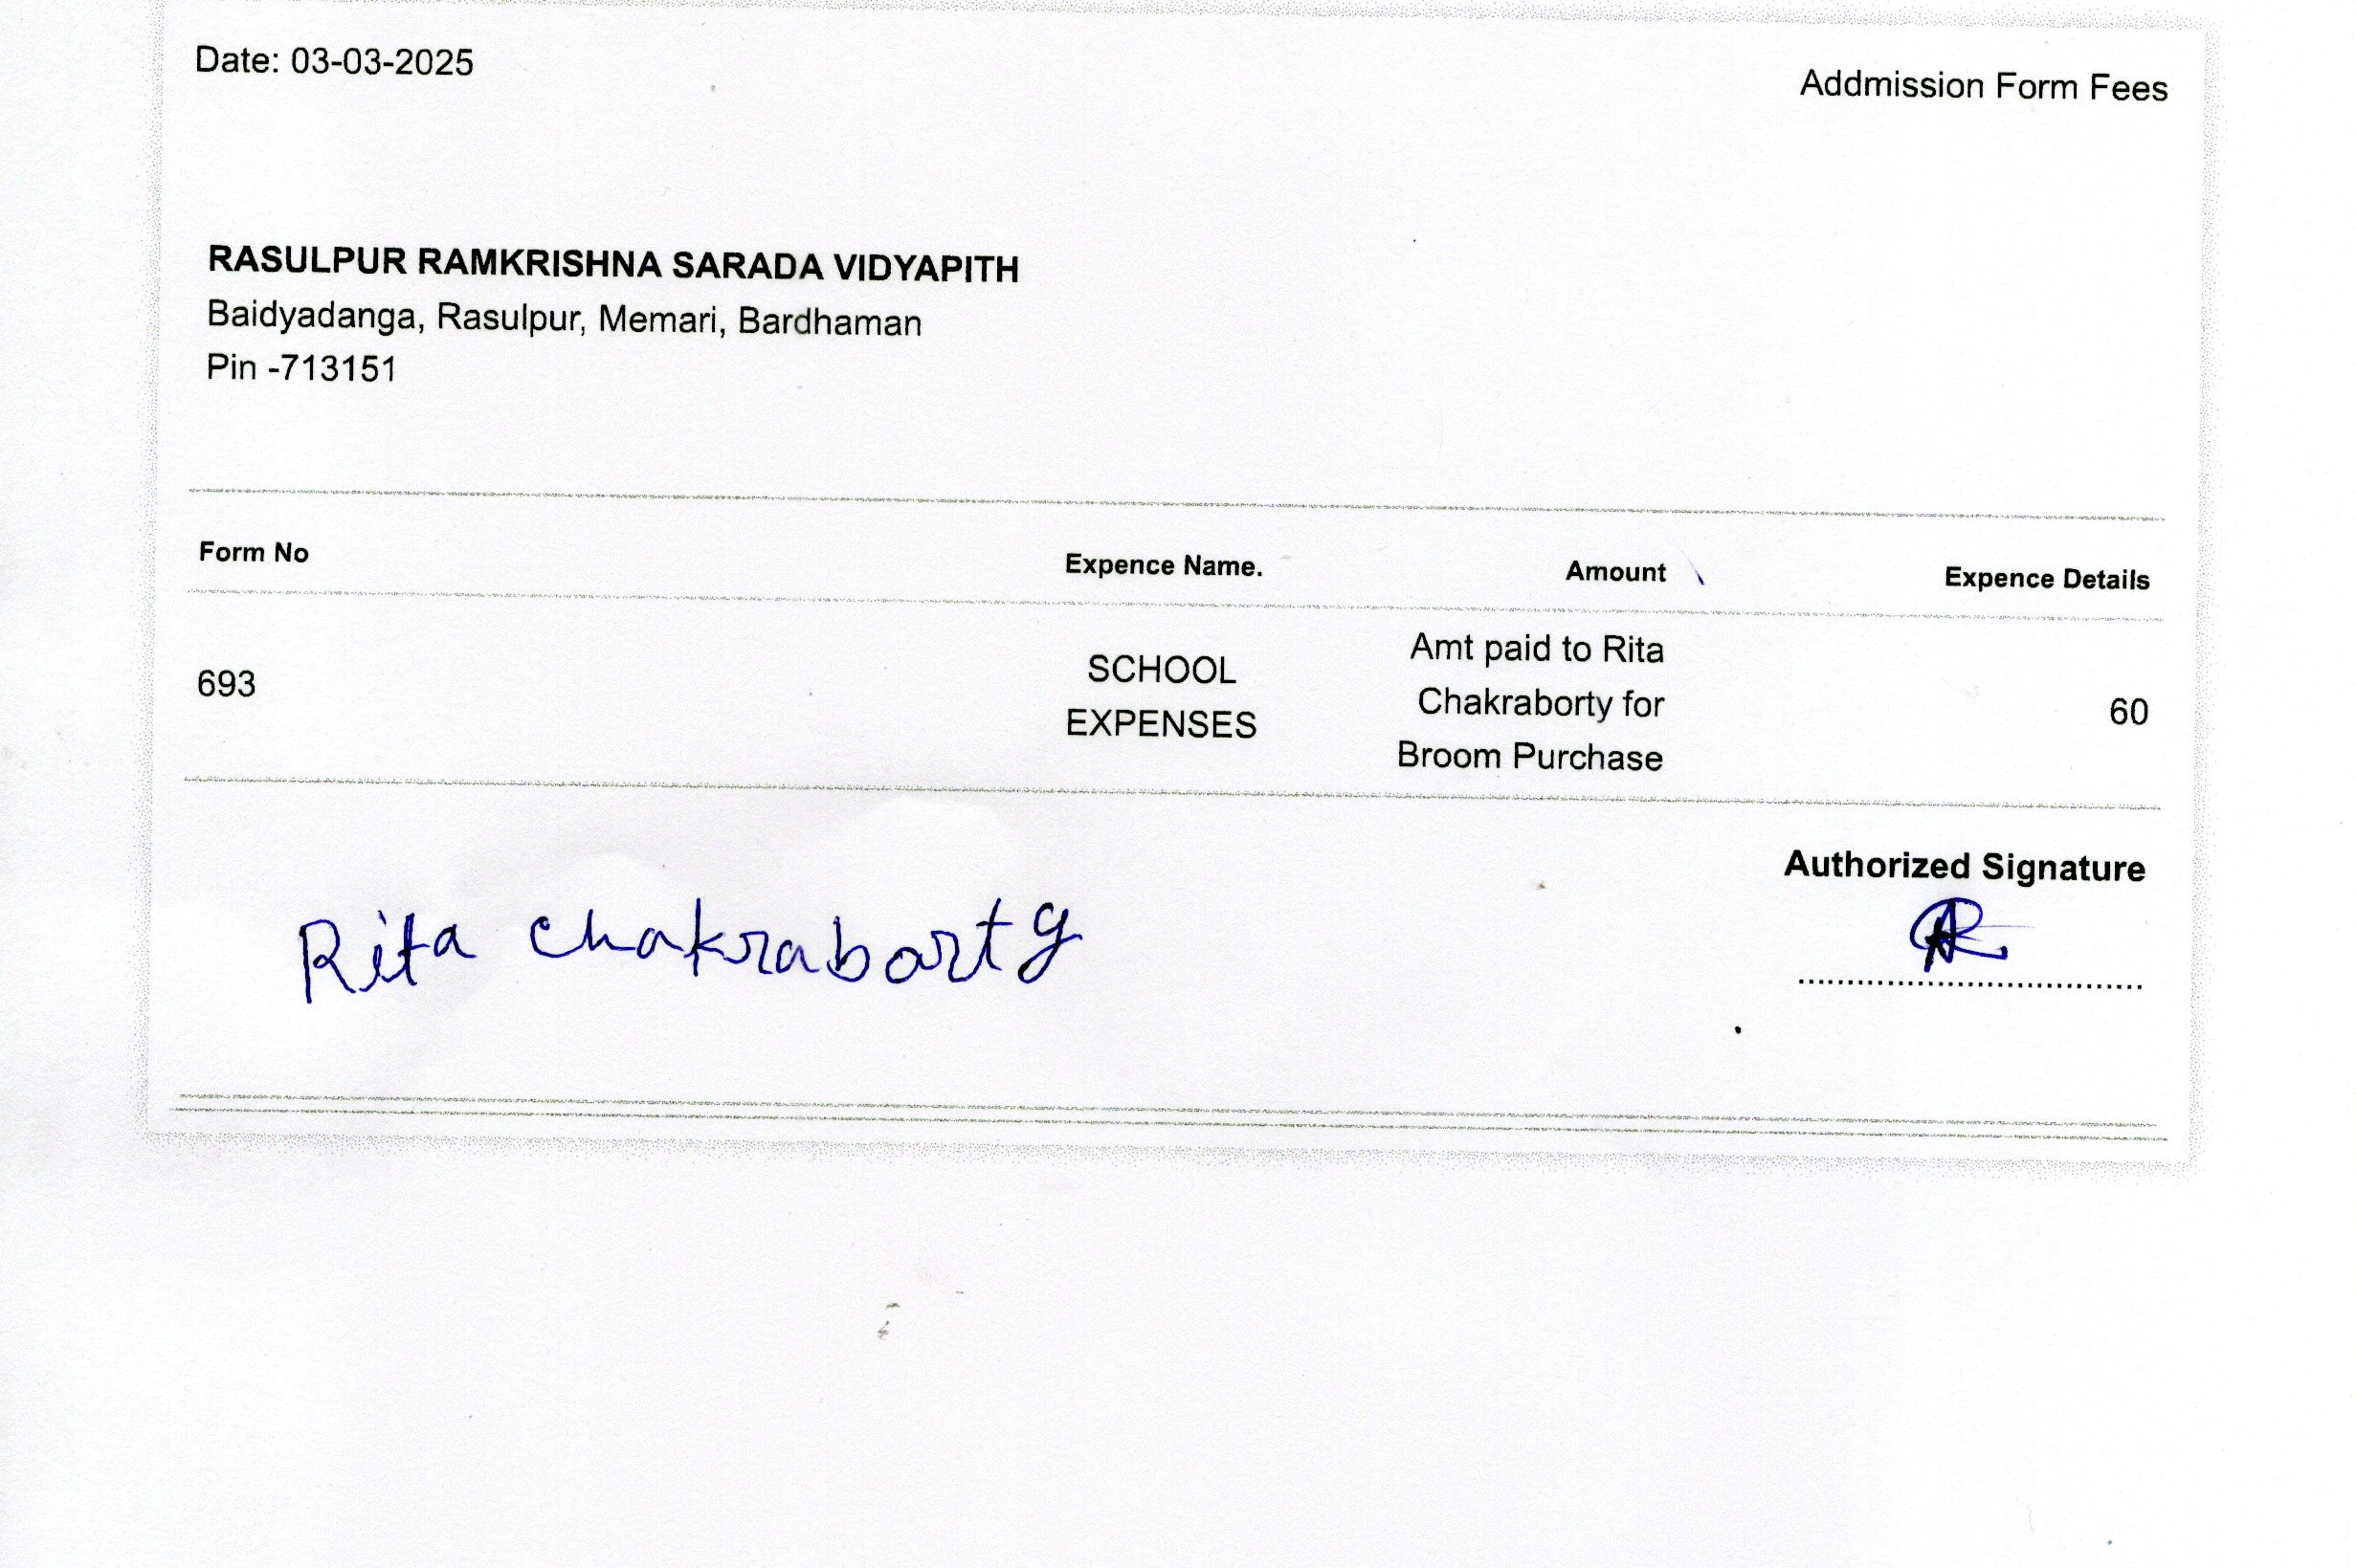 Date: 03-03-2025
Addmission Form Fees
RASULPUR RAMKRISHNA SARADA VIDYAPITH
Baidyadanga, Rasulpur, Memari, Bardhaman
Pin -713151
Form No Expence Name. Amount Expence Details
693 SCHOOL EXPENSES Amt paid to Rita Chakraborty for Broom Purchase 60
Authorized Signature
Rita Chakraborty